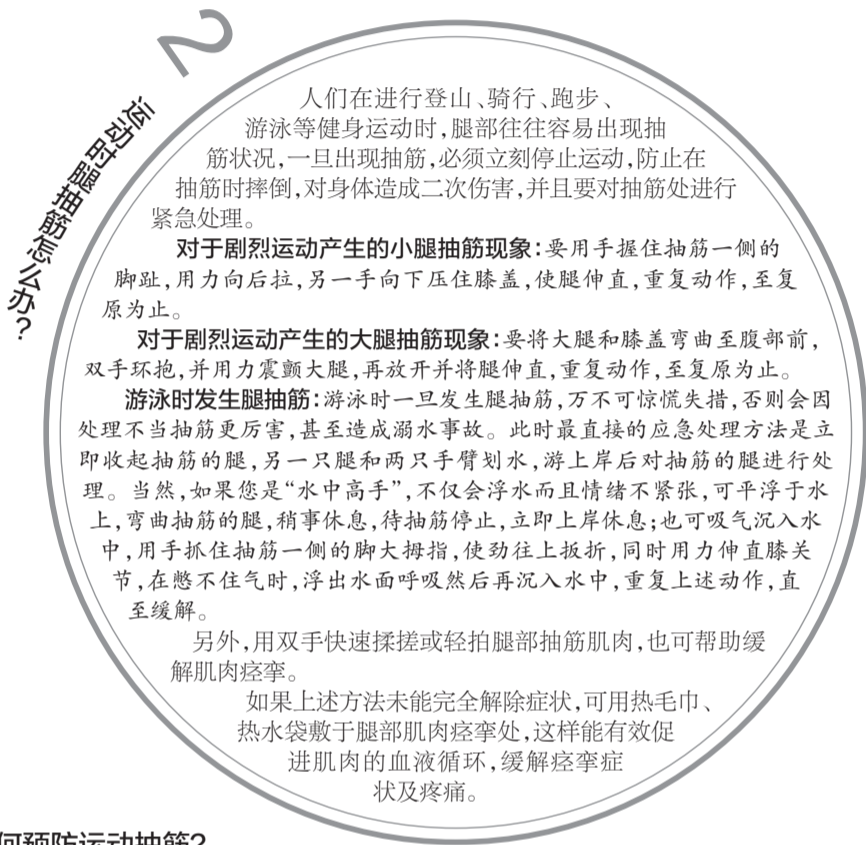 2
运动时腿抽筋怎么办？
人们在进行登山、骑行、跑步、
游泳等健身运动时，腿部往往容易出现抽
筋状况，一旦出现抽筋，必须立刻停止运动，防止在
抽筋时摔倒，对身体造成二次伤害，并且要对抽筋处进行
紧急处理。
对于剧烈运动产生的小腿抽筋现象：要用手握住抽筋一侧的
脚趾，用力向后拉，另一手向下压住膝盖，使腿伸直，重复动作，至复
原为止。
对于剧烈运动产生的大腿抽筋现象：要将大腿和膝盖弯曲至腹部前，
双手环抱，并用力震颤大腿，再放开并将腿伸直，重复动作，至复原为止。
游泳时发生腿抽筋：游泳时一旦发生腿抽筋，万不可惊慌失措，否则会因
处理不当抽筋更厉害，甚至造成溺水事故。此时最直接的应急处理方法是立
即收起抽筋的腿，另一只腿和两只手臂划水，游上岸后对抽筋的腿进行处
理。当然，如果您是“水中高手”，不仅会浮水而且情绪不紧张，可平浮于水
上，弯曲抽筋的腿，稍事休息，待抽筋停止，立即上岸休息；也可吸气沉入水
中，用手抓住抽筋一侧的脚大拇指，使劲往上扳折，同时用力伸直膝关
节，在憋不住气时，浮出水面呼吸然后再沉入水中，重复上述动作，直
至缓解。
另外，用双手快速揉搓或轻拍腿部抽筋肌肉，也可帮助缓
解肌肉痉挛。
如果上述方法未能完全解除症状，可用热毛巾、
热水袋敷于腿部肌肉痉挛处，这样能有效促
进肌肉的血液循环，缓解痉挛症
状及疼痛。
何预防运动抽筋？